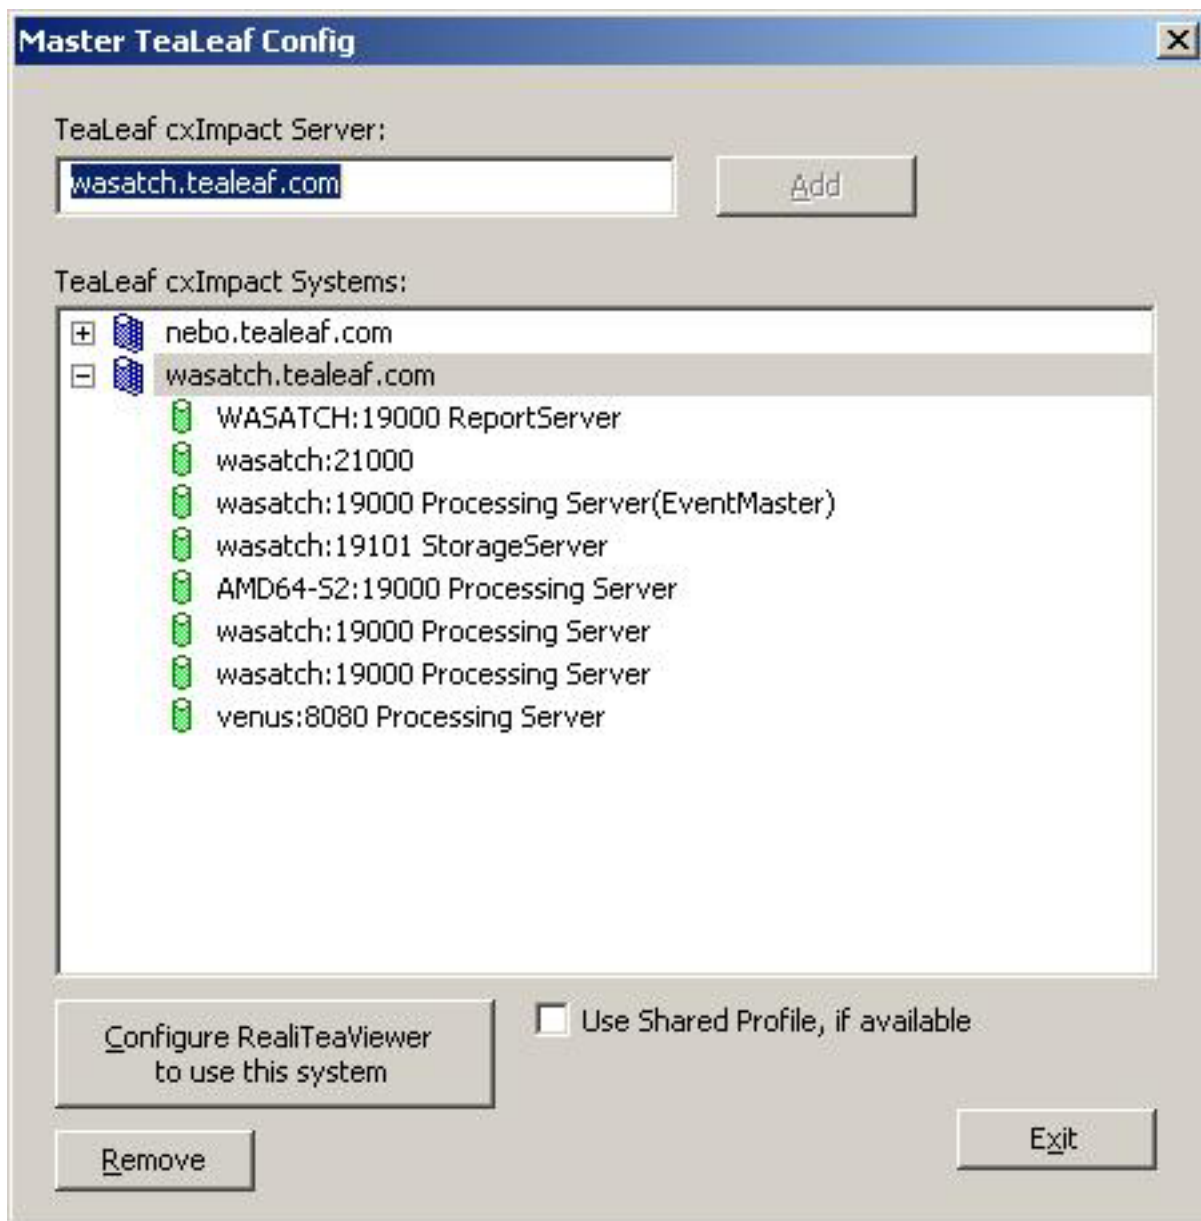 Master TeaLeaf Config
TeaLeaf cxImpact Server:
wasatch.tealeaf.com
Add
TeaLeaf cxImpact Systems:
nebo.tealeaf.com
wasatch.tealeaf.com
WASATCH:19000 ReportServer
wasatch:21000
wasatch:19000 Processing Server(EventMaster)
wasatch:19101 StorageServer
AMD64-S2:19000 Processing Server
wasatch:19000 Processing Server
wasatch:19000 Processing Server
venus:8080 Processing Server
Configure RealiTeaViewer
to use this system
Use Shared Profile, if available
Remove
Exit